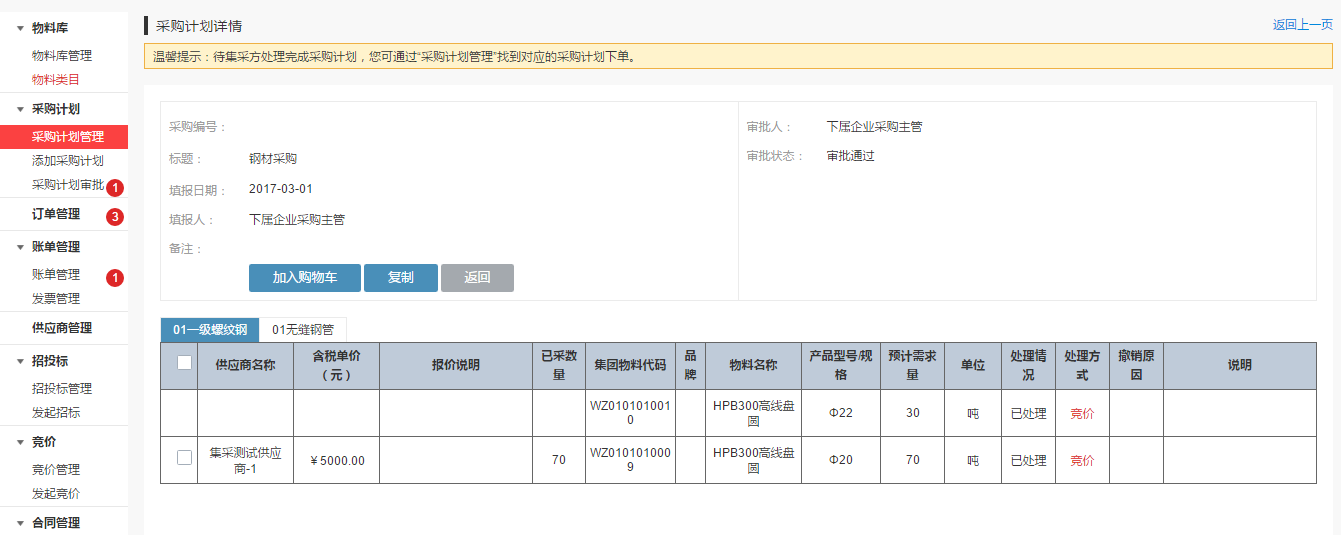 物料库
物料库管理
物料类目
采购计划
采购计划管理
添加采购计划
采购计划审批 1
订单管理 3
账单管理
账单管理 1
发票管理
供应商管理
招投标
招投标管理
发起招标
竞价
竞价管理
发起竞价
合同管理
采购计划详情
返回上一页
温馨提示：待集采方处理完成采购计划，您可通过“采购计划管理”找到对应的采购计划下单。
采购编号：
标题： 钢材采购
填报日期： 2017-03-01
填报人： 下属企业采购主管
备注：
审批人： 下属企业采购主管
审批状态： 审批通过
加入购物车 复制 返回
01一级螺纹钢 01无缝钢管
供应商名称 含税单价（元） 报价说明 已采数量 集团物料代码 品牌 物料名称 产品型号/规格 预计需求量 单位 处理情况 处理方式 撤销原因 说明
WZ0101010010 HPB300高线盘圆 Φ22 30 吨 已处理 竞价
集采测试供应商-1 ￥5000.00 70 WZ0101010009 HPB300高线盘圆 Φ20 70 吨 已处理 竞价